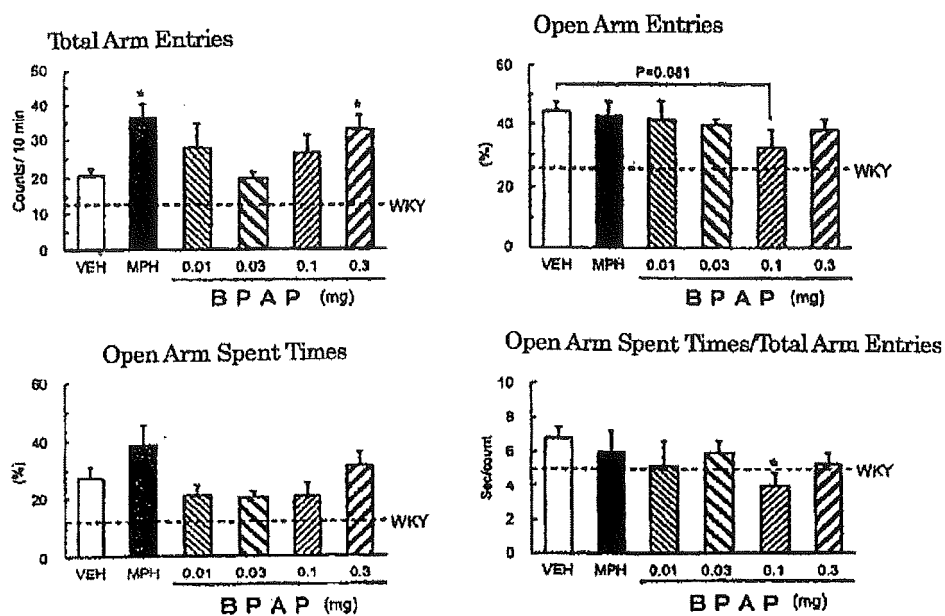 Total Arm Entries
Counts/ 10 min
50
40
30
20
10
0
*
*
WKY
VEH MPH 0.01 0.03 0.1 0.3
BPAP (mg)
Open Arm Entries
(%)
60
40
20
0
P=0.081
WKY
VEH MPH 0.01 0.03 0.1 0.3
BPAP (mg)
Open Arm Spent Times
(%)
60
40
20
0
WKY
VEH MPH 0.01 0.03 0.1 0.3
BPAP (mg)
Open Arm Spent Times/Total Arm Entries
Sec/count
10
8
6
4
2
0
*
WKY
VEH MPH 0.01 0.03 0.1 0.3
BPAP (mg)